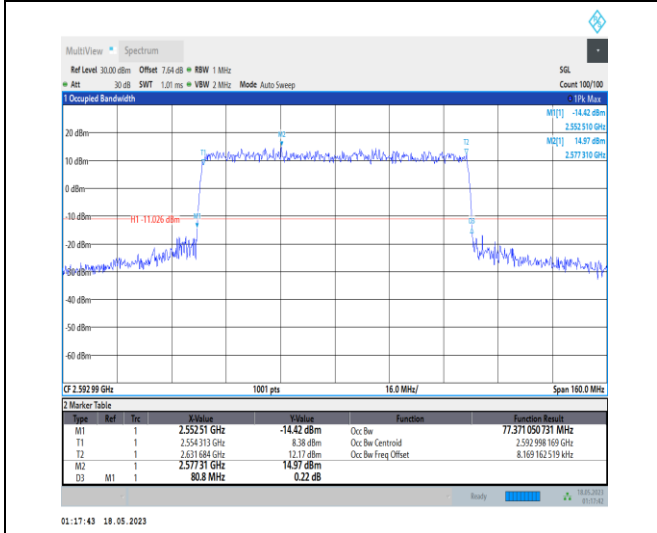 MultiView Spectrum
Ref Level 30.00 dBm Offset 7.64 dB RBW 1 MHz SGL
Att 30 dB SWT 1.01 ms VBW 2 MHz Mode Auto Sweep Count 100/100
1 Occupied Bandwidth 1Pk Max
M1[1] -14.42 dBm
2.552 510 GHz
M2[1] 14.97 dBm
2.577 310 GHz
20 dBm
M2
T1
T2
10 dBm
0 dBm
-10 dBm
H1 -11.026 dBm
M1
D3
-20 dBm
-30 dBm
-40 dBm
-50 dBm
-60 dBm
CF 2.592 99 GHz 1001 pts 16.0 MHz/ Span 160.0 MHz
2 Marker Table
Type Ref Trc X-Value Y-Value Function Function Result
M1 1 2.552 51 GHz -14.42 dBm Occ Bw 77.371 050 731 MHz
T1 1 2.554 313 GHz 8.38 dBm Occ Bw Centroid 2.592 998 169 GHz
T2 1 2.631 684 GHz 12.17 dBm Occ Bw Freq Offset 8.169 162 519 kHz
M2 1 2.577 31 GHz 14.97 dBm
D3 M1 1 80.8 MHz 0.22 dB
Ready 18.05.2023
01:17:42
01:17:43 18.05.2023